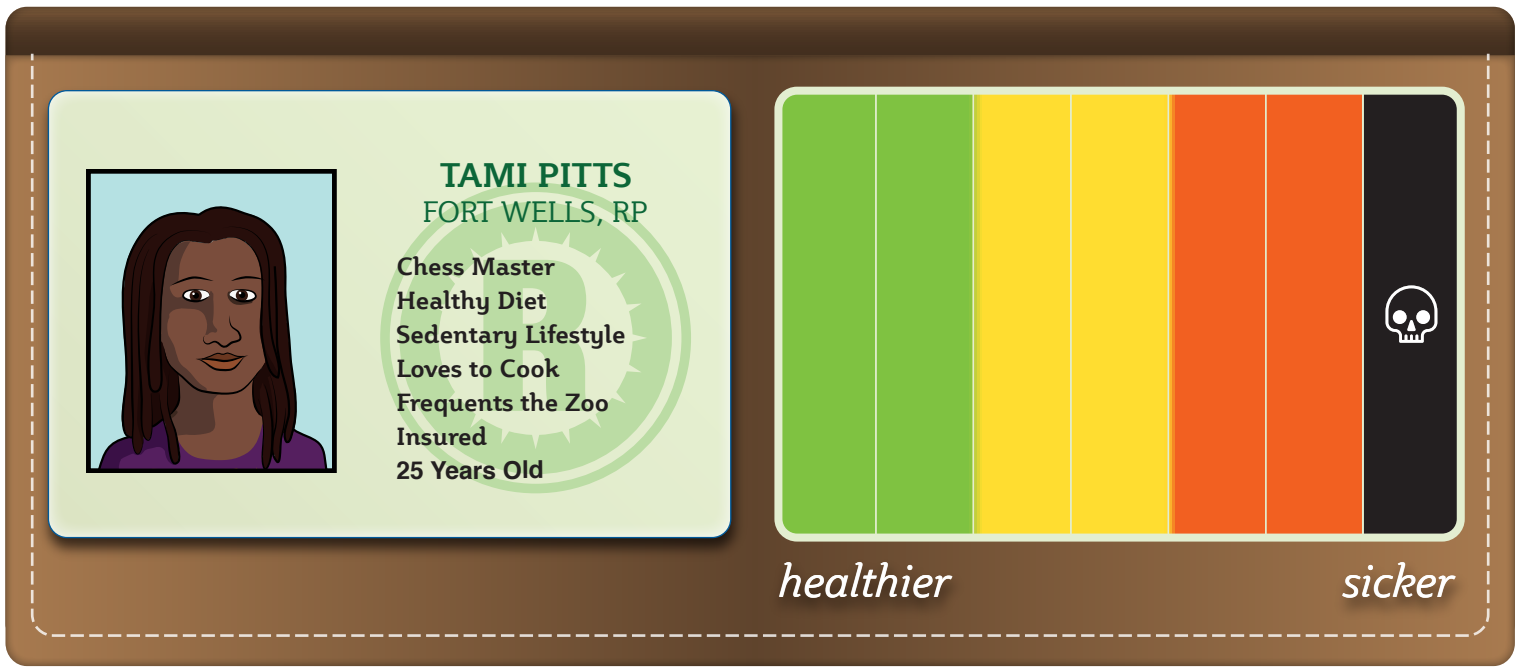 TAMI PITTS
FORT WELLS, RP
Chess Master
Healthy Diet
Sedentary Lifestyle
Loves to Cook
Frequents the Zoo
Insured
25 Years Old
R
healthier
sicker